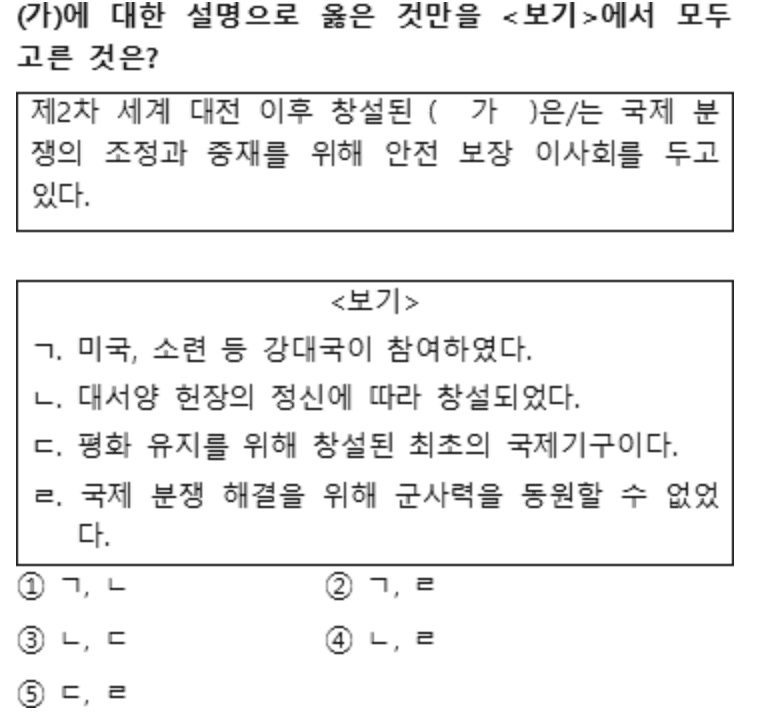 (가)에 대한 설명으로 옳은 것만을 <보기>에서 모두
고른 것은?
제2차 세계 대전 이후 창설된 ( 가 )은/는 국제 분
쟁의 조정과 중재를 위해 안전 보장 이사회를 두고
있다.
<보기>
ㄱ. 미국, 소련 등 강대국이 참여하였다.
ㄴ. 대서양 헌장의 정신에 따라 창설되었다.
ㄷ. 평화 유지를 위해 창설된 최초의 국제기구이다.
ㄹ. 국제 분쟁 해결을 위해 군사력을 동원할 수 없었
다.
① ㄱ, ㄴ ② ㄱ, ㄹ
③ ㄴ, ㄷ ④ ㄴ, ㄹ
⑤ ㄷ, ㄹ